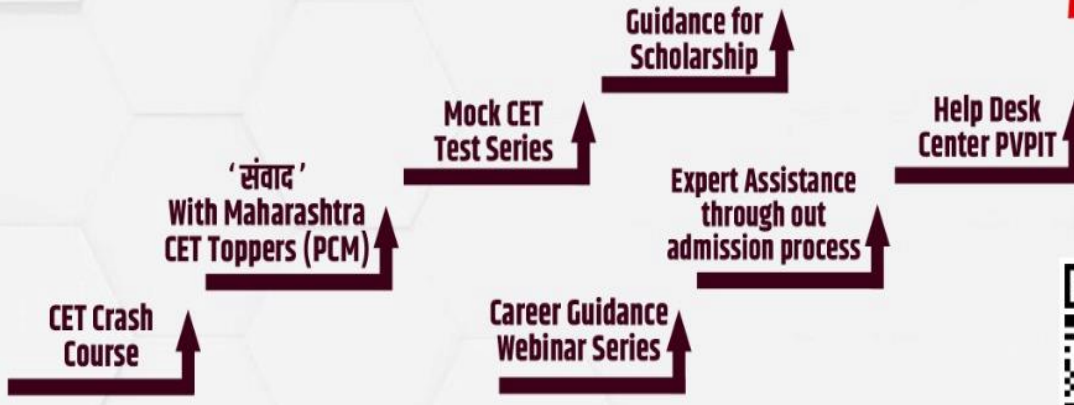 Guidance for
Scholarship
Mock CET
Test Series
‘ संवाद ’
With Maharashtra
CET Toppers (PCM)
CET Crash
Course
Help Desk
Center PVPIT
Expert Assistance
through out
admission process
Career Guidance
Webinar Series